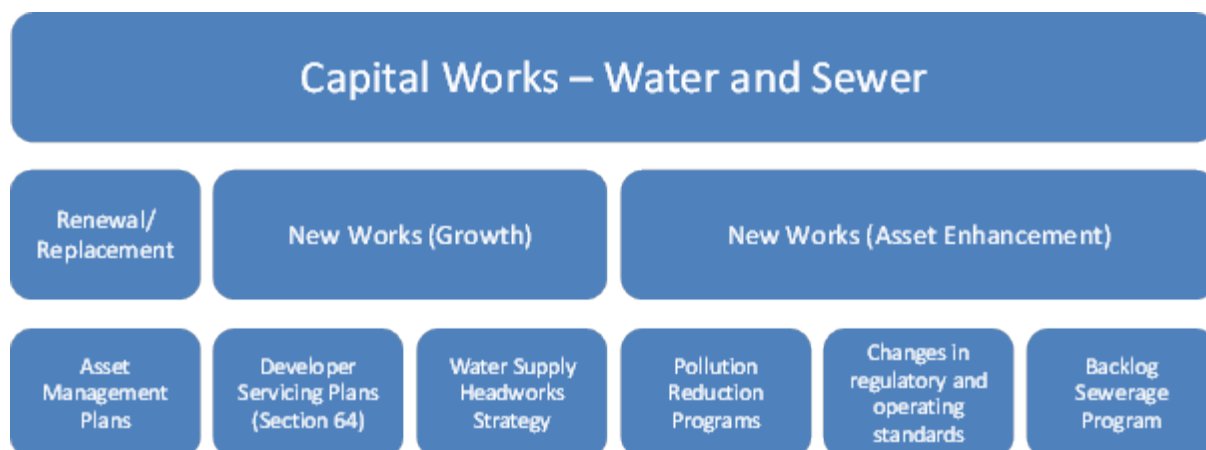 Capital Works – Water and Sewer
Renewal/
Replacement
New Works (Growth)
New Works (Asset Enhancement)
Asset
Management
Plans
Developer
Servicing Plans
(Section 64)
Water Supply
Headworks
Strategy
Pollution
Reduction
Programs
Changes in
regulatory and
operating
standards
Backlog
Sewerage
Program